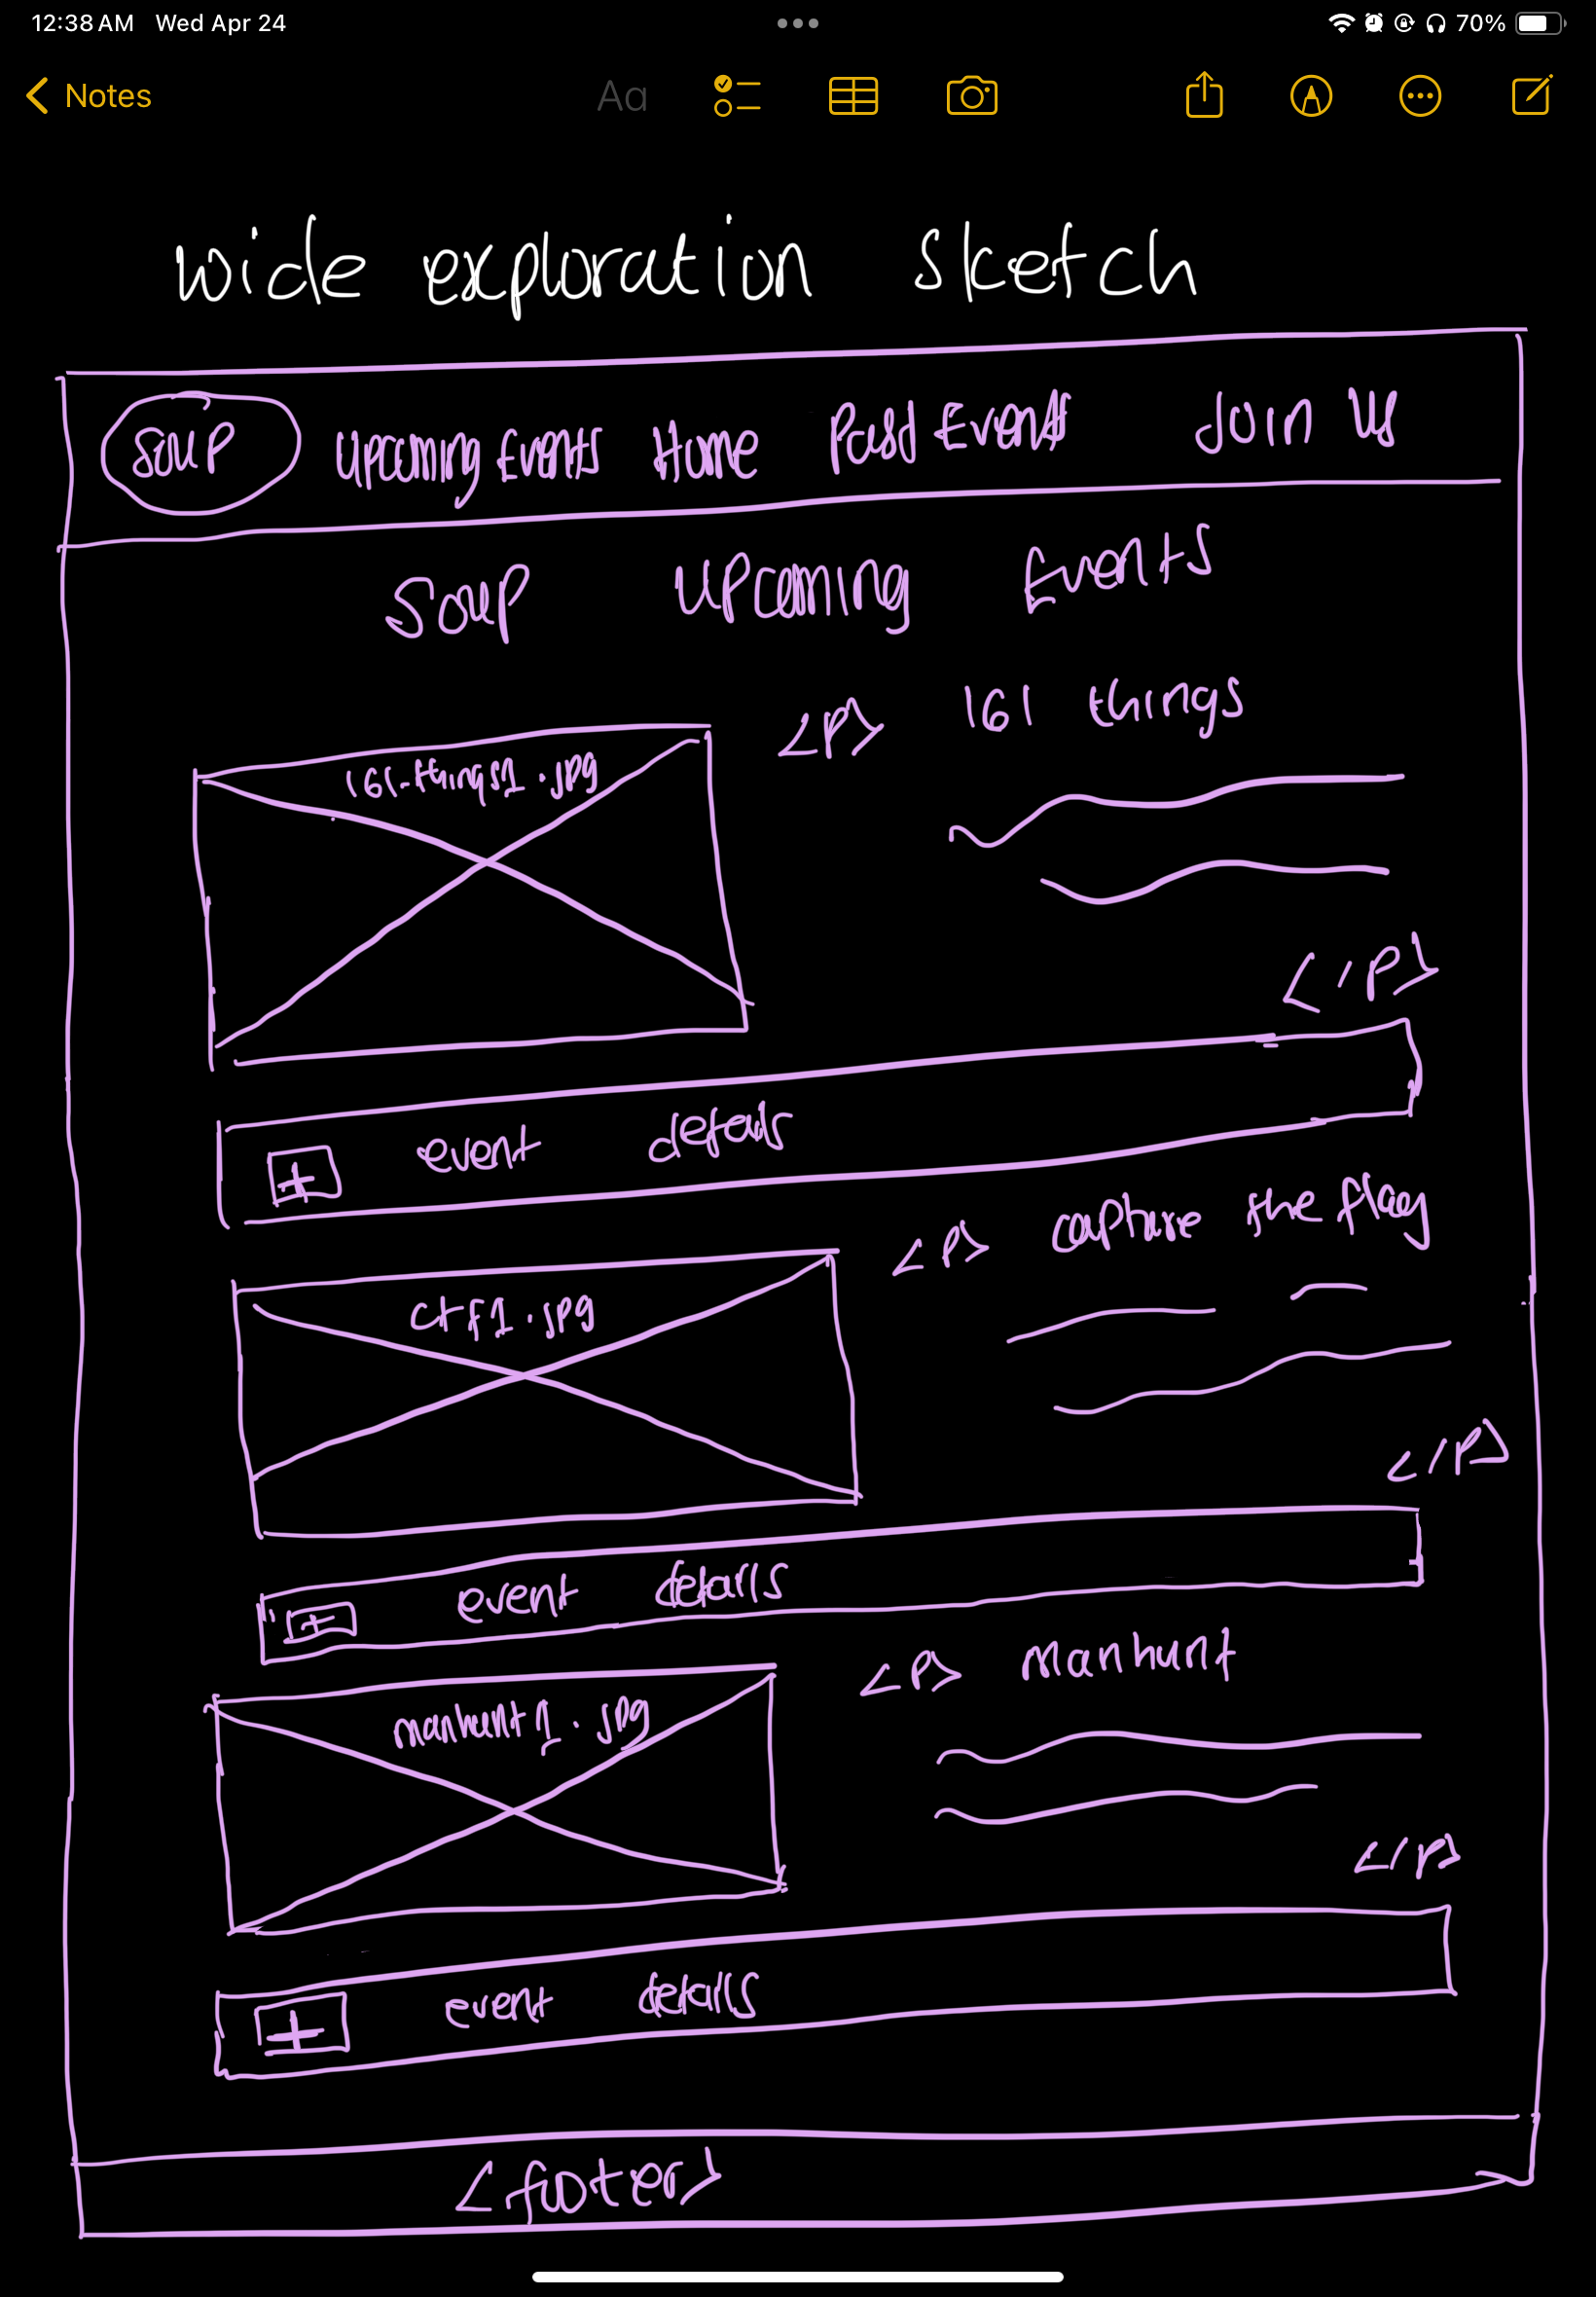 12:38 AM Wed Apr 24
70%
Notes
Aa
wide exploration sketch
SOUP Upcoming Events Home Past Events Join Us
Soup Upcoming Events
<P> 161 things
161-things1.jpg
</P>
+ event details
<P> capture the flag
ctf1.jpg
</P>
+ event details
<P> manhunt
manhunt1.jpg
</P>
+ event details
<footer>